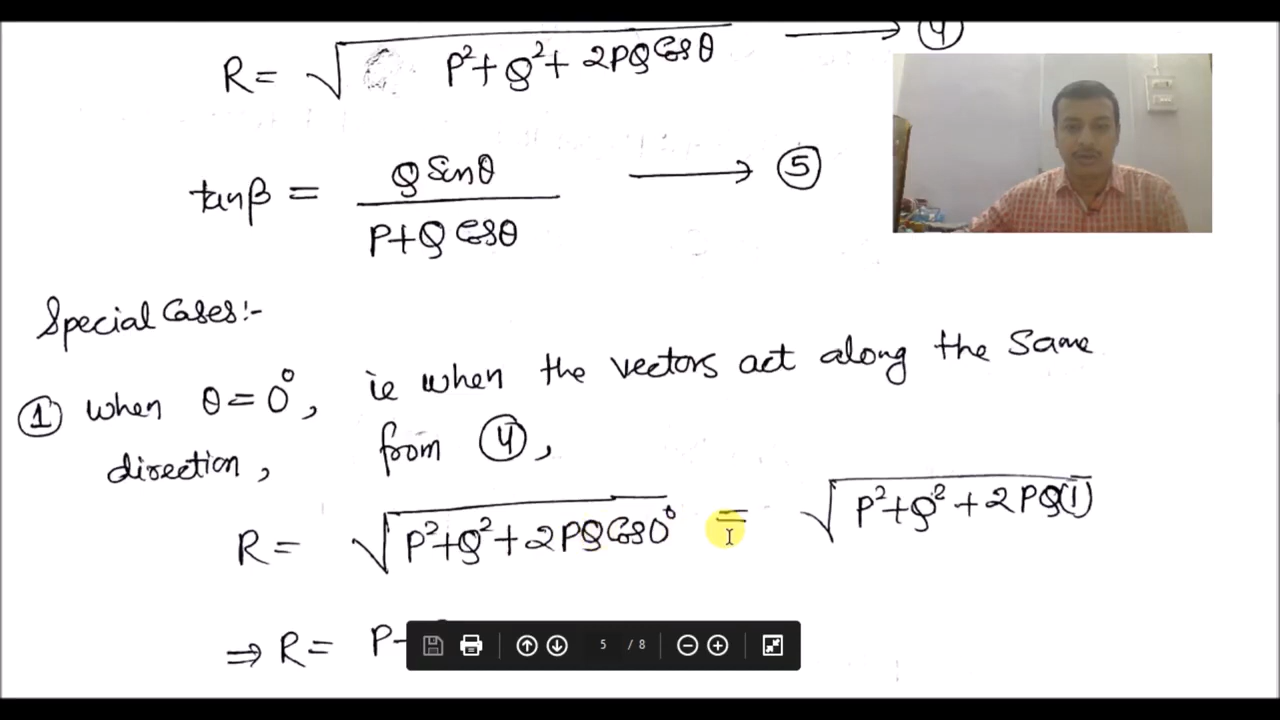 R = √ P² + Q² + 2PQ Cosθ ⟶ ④
tanβ = Q Sinθ / P + Q Cosθ ⟶ ⑤
Special Cases:-
① when θ = 0°, ie when the vectors act along the same
direction, from ④,
R = √ P² + Q² + 2PQ Cos0° = √ P² + Q² + 2PQ(1)
⇒ R = P+
5 / 8